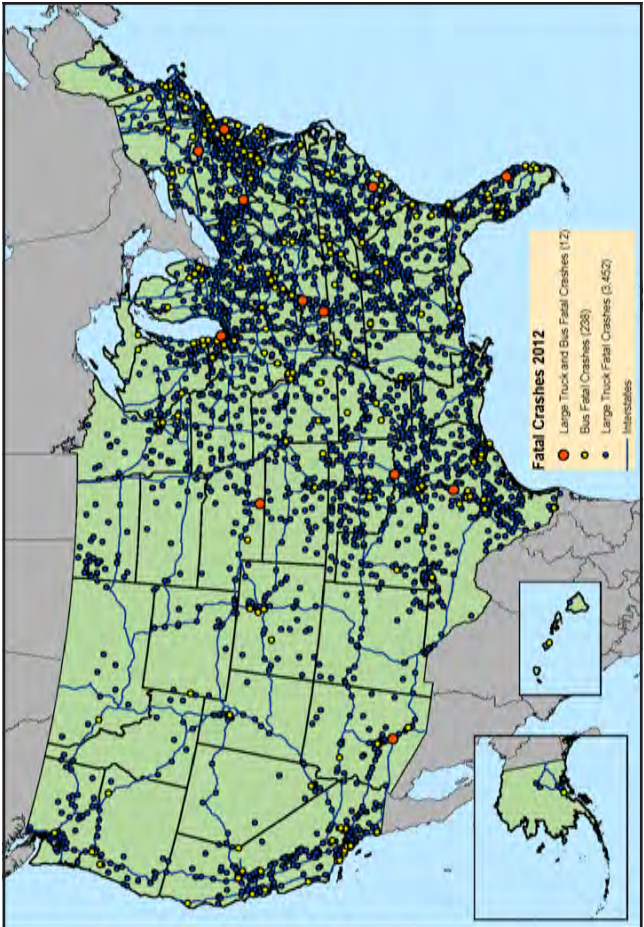 Fatal Crashes 2012
Large Truck and Bus Fatal Crashes (12)
Bus Fatal Crashes (238)
Large Truck Fatal Crashes (3,452)
Interstates